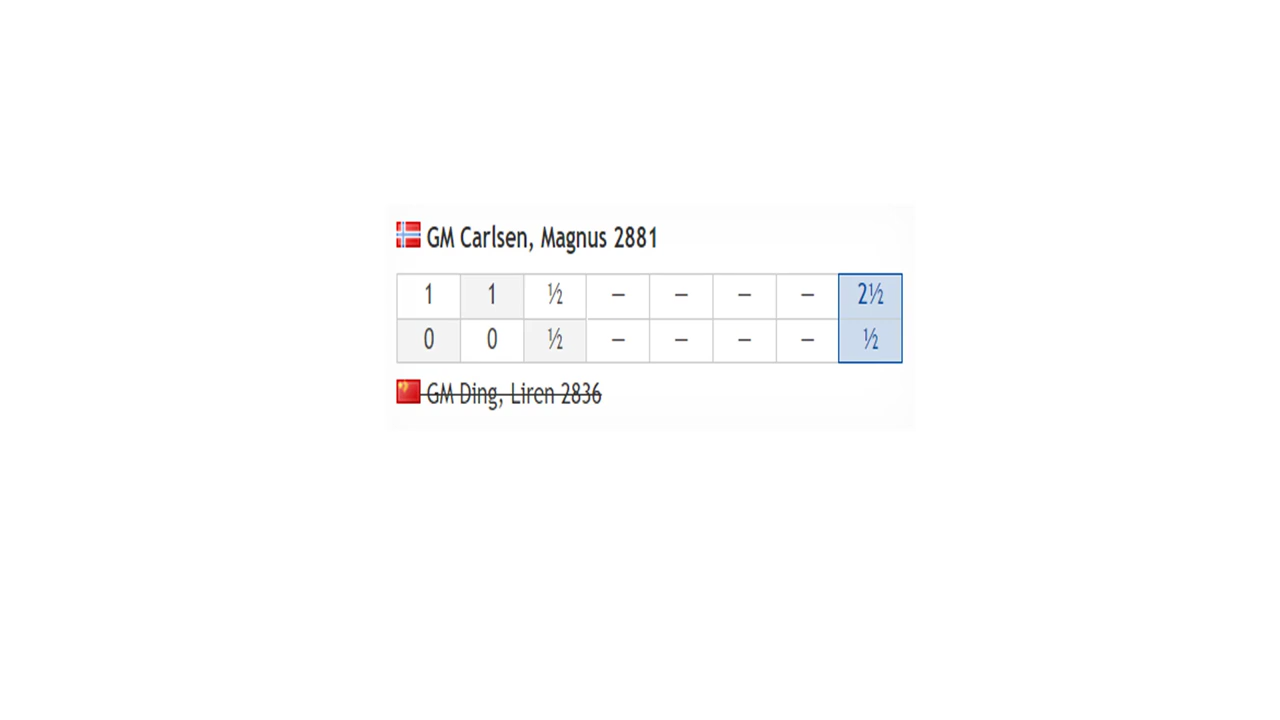 GM Carlsen, Magnus 2881
1 1 ½ – – – – 2½
0 0 ½ – – – – ½
GM Ding, Liren 2836